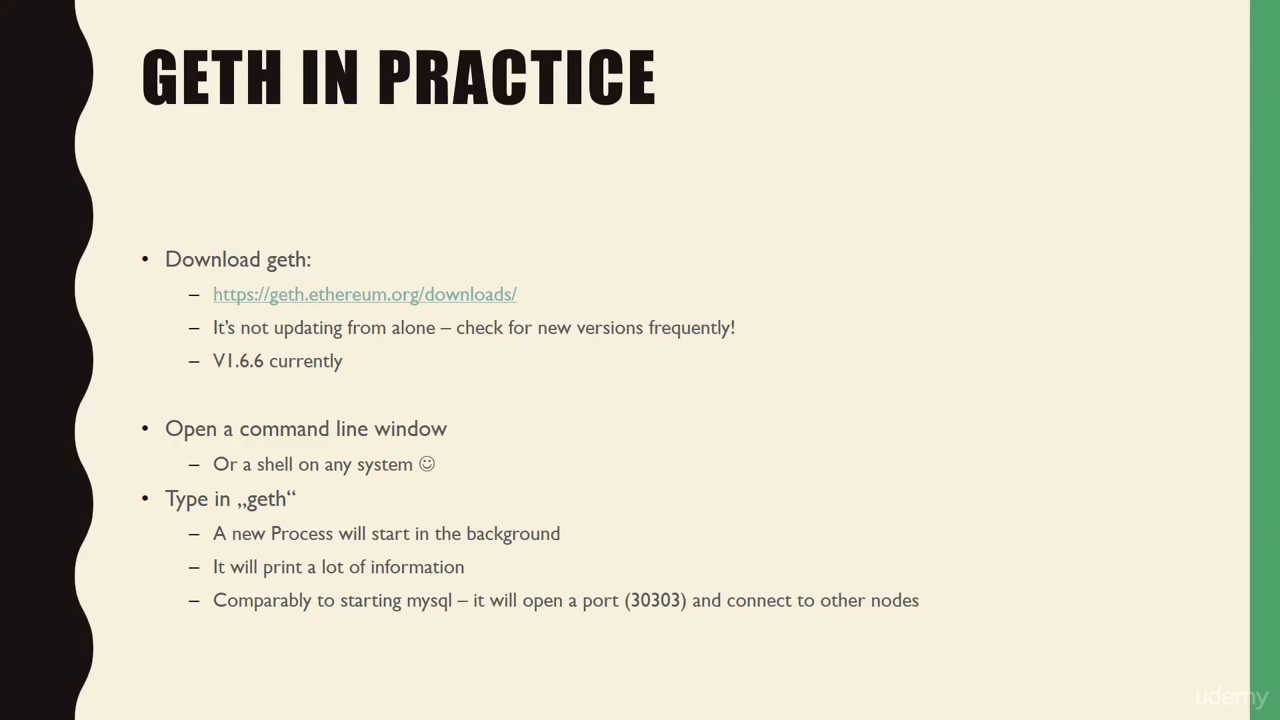 GETH IN PRACTICE
• Download geth:
– https://geth.ethereum.org/downloads/
– It's not updating from alone – check for new versions frequently!
– V1.6.6 currently
• Open a command line window
– Or a shell on any system ☺
• Type in „geth“
– A new Process will start in the background
– It will print a lot of information
– Comparably to starting mysql – it will open a port (30303) and connect to other nodes
udemy